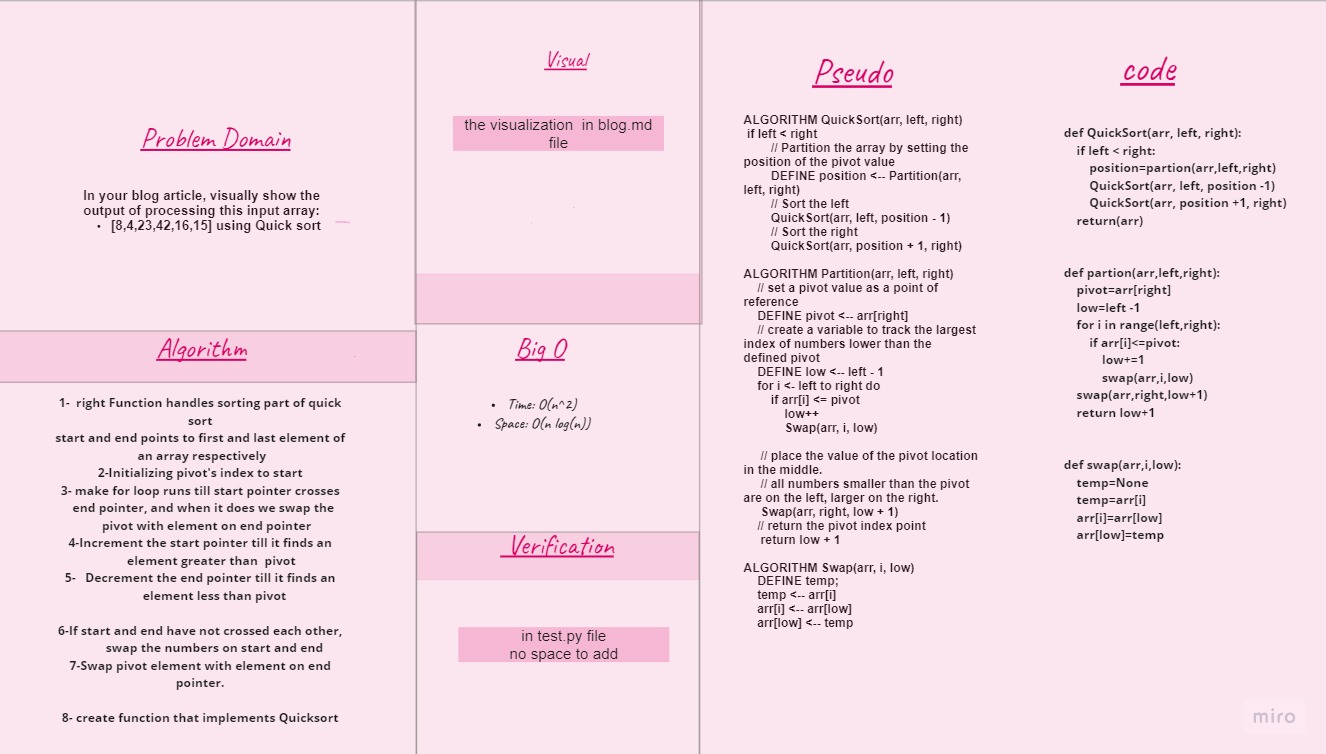 Problem Domain
In your blog article, visually show the
output of processing this input array:
• [8,4,23,42,16,15] using Quick sort
Algorithm
1- right Function handles sorting part of quick
sort
start and end points to first and last element of
an array respectively
2-Initializing pivot's index to start
3- make for loop runs till start pointer crosses
end pointer, and when it does we swap the
pivot with element on end pointer
4-Increment the start pointer till it finds an
element greater than pivot
5- Decrement the end pointer till it finds an
element less than pivot
6-If start and end have not crossed each other,
swap the numbers on start and end
7-Swap pivot element with element on end
pointer.
8- create function that implements Quicksort
Visual
the visualization in blog.md
file
Big O
• Time: O(n^2)
• Space: O(n log(n))
Verification
in test.py file
no space to add
Pseudo
ALGORITHM QuickSort(arr, left, right)
if left < right
// Partition the array by setting the
position of the pivot value
DEFINE position <-- Partition(arr,
left, right)
// Sort the left
QuickSort(arr, left, position - 1)
// Sort the right
QuickSort(arr, position + 1, right)
ALGORITHM Partition(arr, left, right)
// set a pivot value as a point of
reference
DEFINE pivot <-- arr[right]
// create a variable to track the largest
index of numbers lower than the
defined pivot
DEFINE low <-- left - 1
for i <- left to right do
if arr[i] <= pivot
low++
Swap(arr, i, low)
// place the value of the pivot location
in the middle.
// all numbers smaller than the pivot
are on the left, larger on the right.
Swap(arr, right, low + 1)
// return the pivot index point
return low + 1
ALGORITHM Swap(arr, i, low)
DEFINE temp;
temp <-- arr[i]
arr[i] <-- arr[low]
arr[low] <-- temp
code
def QuickSort(arr, left, right):
if left < right:
position=partion(arr,left,right)
QuickSort(arr, left, position -1)
QuickSort(arr, position +1, right)
return(arr)
def partion(arr,left,right):
pivot=arr[right]
low=left -1
for i in range(left,right):
if arr[i]<=pivot:
low+=1
swap(arr,i,low)
swap(arr,right,low+1)
return low+1
def swap(arr,i,low):
temp=None
temp=arr[i]
arr[i]=arr[low]
arr[low]=temp
miro